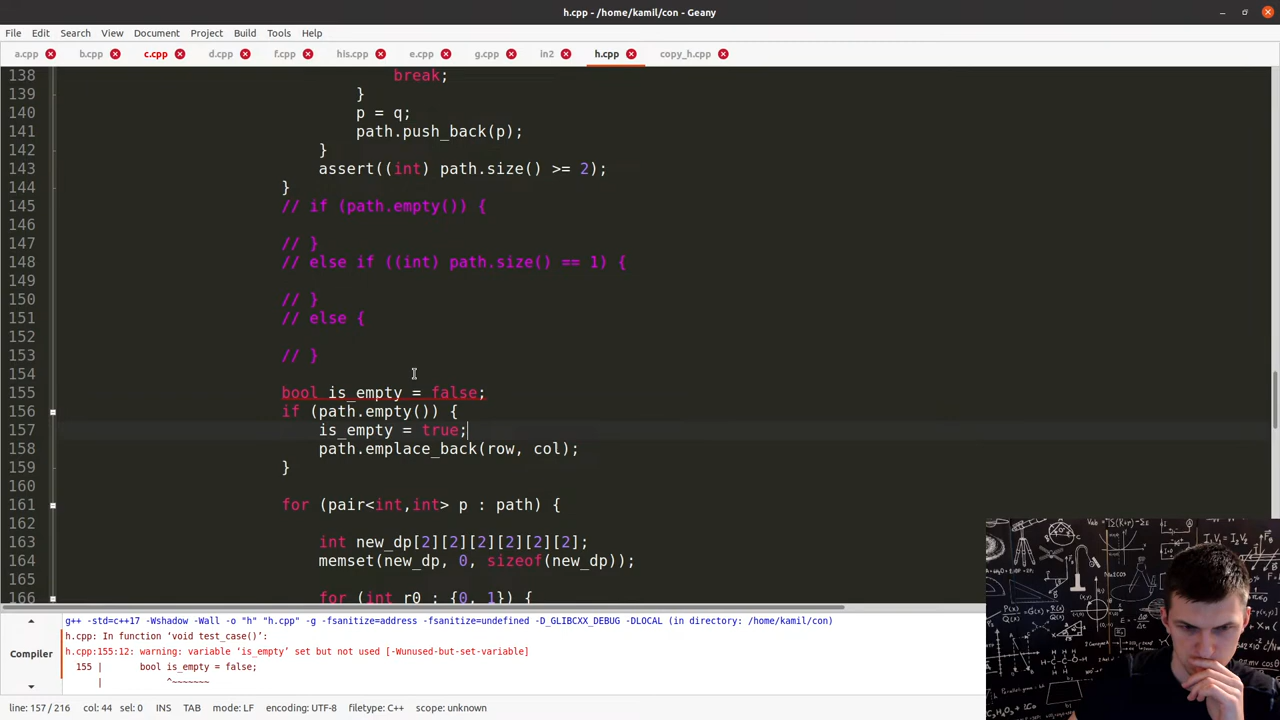 h.cpp - /home/kamil/con - Geany
File Edit Search View Document Project Build Tools Help
a.cpp b.cpp c.cpp d.cpp f.cpp his.cpp e.cpp g.cpp in2 h.cpp copy_h.cpp
138 break;
139 }
140 p = q;
141 path.push_back(p);
142 }
143 assert((int) path.size() >= 2);
144 }
145 // if (path.empty()) {
146
147 // }
148 // else if ((int) path.size() == 1) {
149
150 // }
151 // else {
152
153 // }
154
155 bool is_empty = false;
156 if (path.empty()) {
157 is_empty = true;
158 path.emplace_back(row, col);
159 }
160
161 for (pair<int,int> p : path) {
162
163 int new_dp[2][2][2][2][2][2];
164 memset(new_dp, 0, sizeof(new_dp));
165
166 for (int r0 : {0, 1}) {
Compiler
g++ -std=c++17 -Wshadow -Wall -o "h" "h.cpp" -g -fsanitize=address -fsanitize=undefined -D_GLIBCXX_DEBUG -DLOCAL (in directory: /home/kamil/con)
h.cpp: In function ‘void test_case()’:
h.cpp:155:12: warning: variable ‘is_empty’ set but not used [-Wunused-but-set-variable]
155 | bool is_empty = false;
| ^~~~~~~~
line: 157 / 216 col: 44 sel: 0 INS TAB mode: LF encoding: UTF-8 filetype: C++ scope: unknown